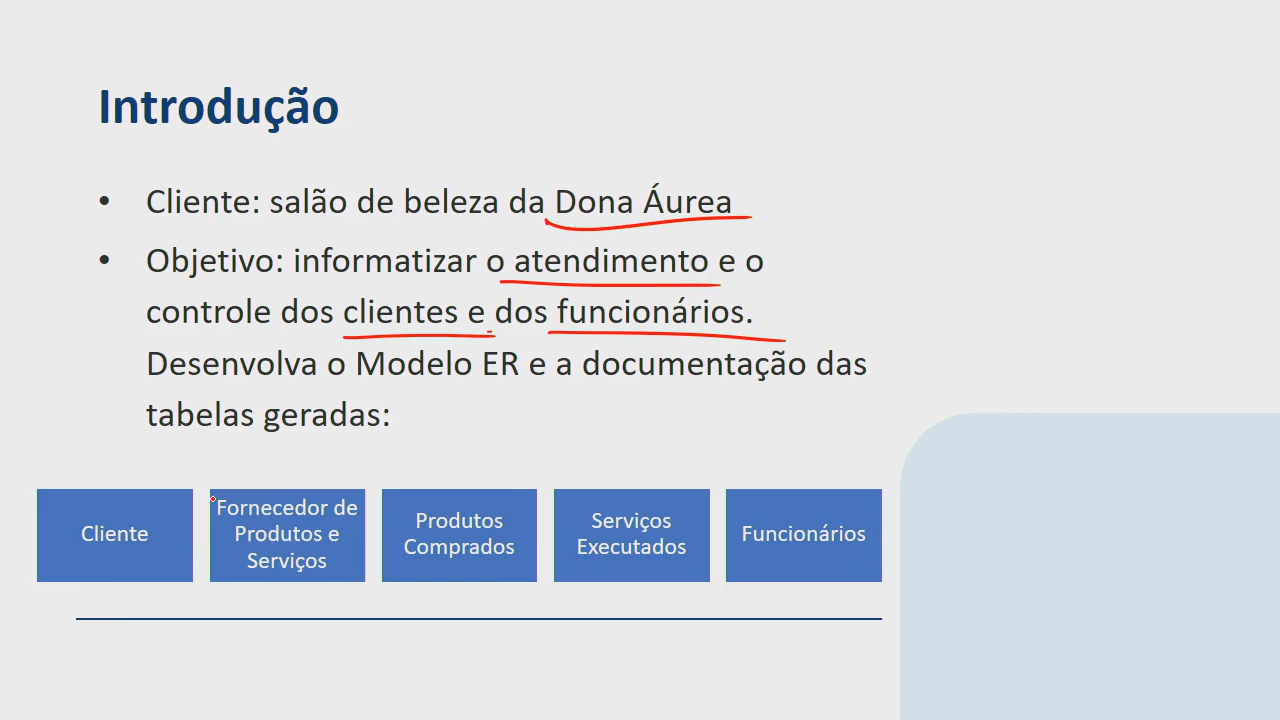 Introdução
• Cliente: salão de beleza da Dona Áurea
• Objetivo: informatizar o atendimento e o
controle dos clientes e dos funcionários.
Desenvolva o Modelo ER e a documentação das
tabelas geradas:
Cliente
Fornecedor de
Produtos e
Serviços
Produtos
Comprados
Serviços
Executados
Funcionários